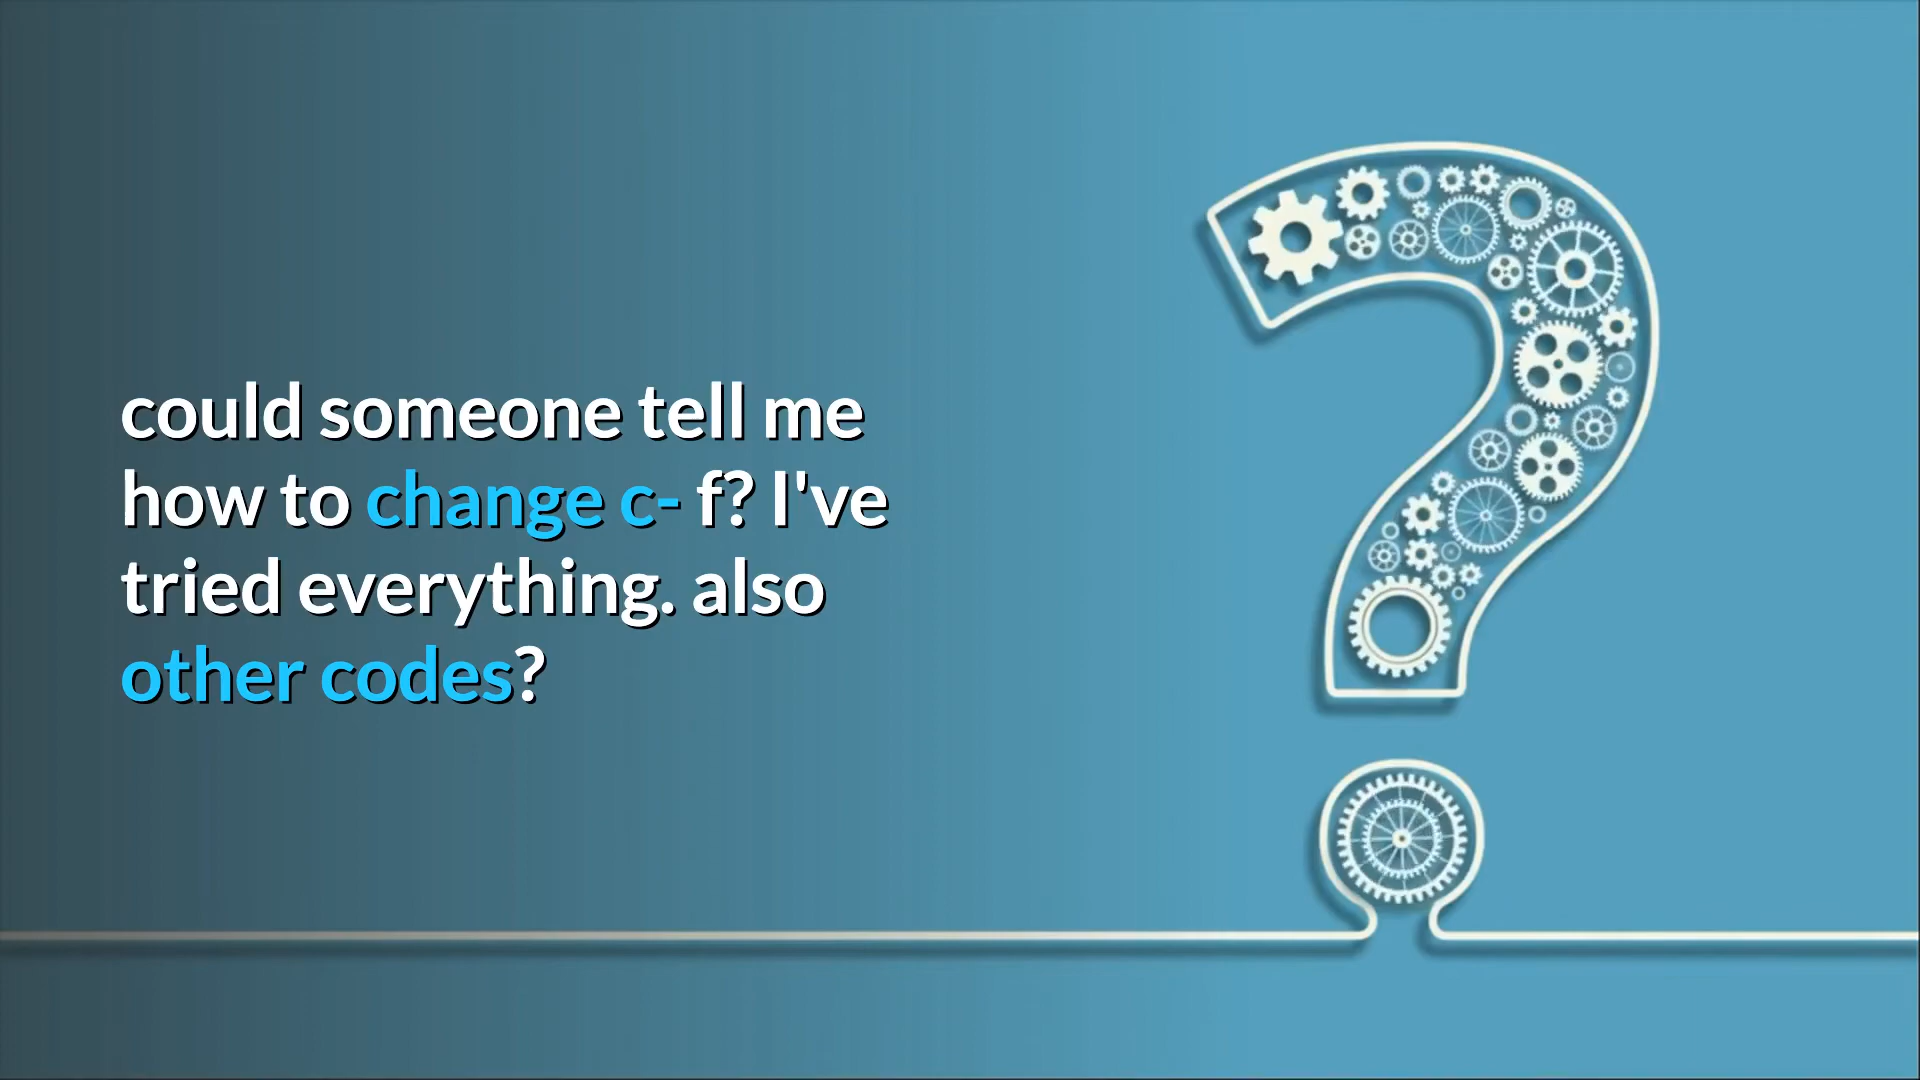 could someone tell me
how to change c- f? I've
tried everything. also
other codes?